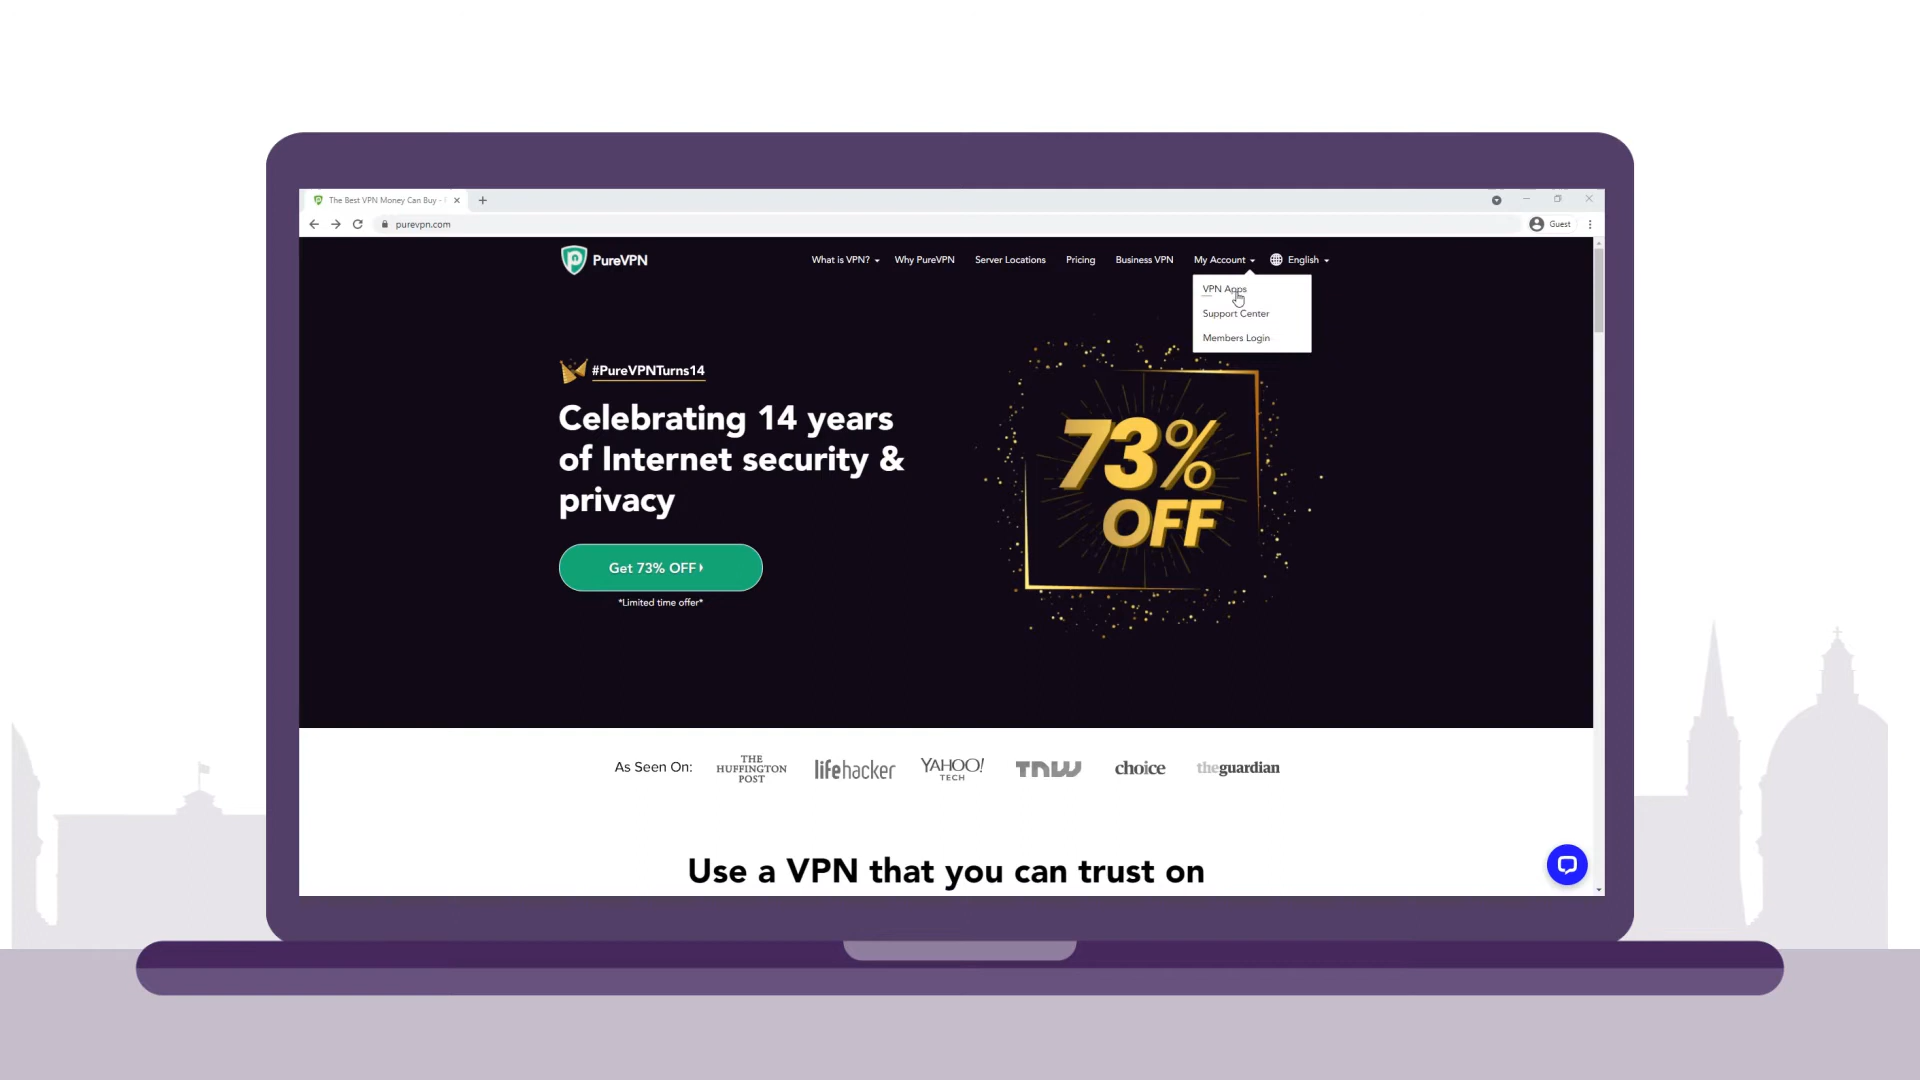 The Best VPN Money Can Buy -
purevpn.com
Guest
PureVPN
What is VPN?
Why PureVPN
Server Locations
Pricing
Business VPN
My Account
English
VPN Apps
Support Center
Members Login
#PureVPNTurns14
Celebrating 14 years
of Internet security &
privacy
Get 73% OFF
*Limited time offer*
73%
OFF
As Seen On:
THE
HUFFINGTON
POST
lifehacker
YAHOO!
TECH
TNW
choice
theguardian
Use a VPN that you can trust on